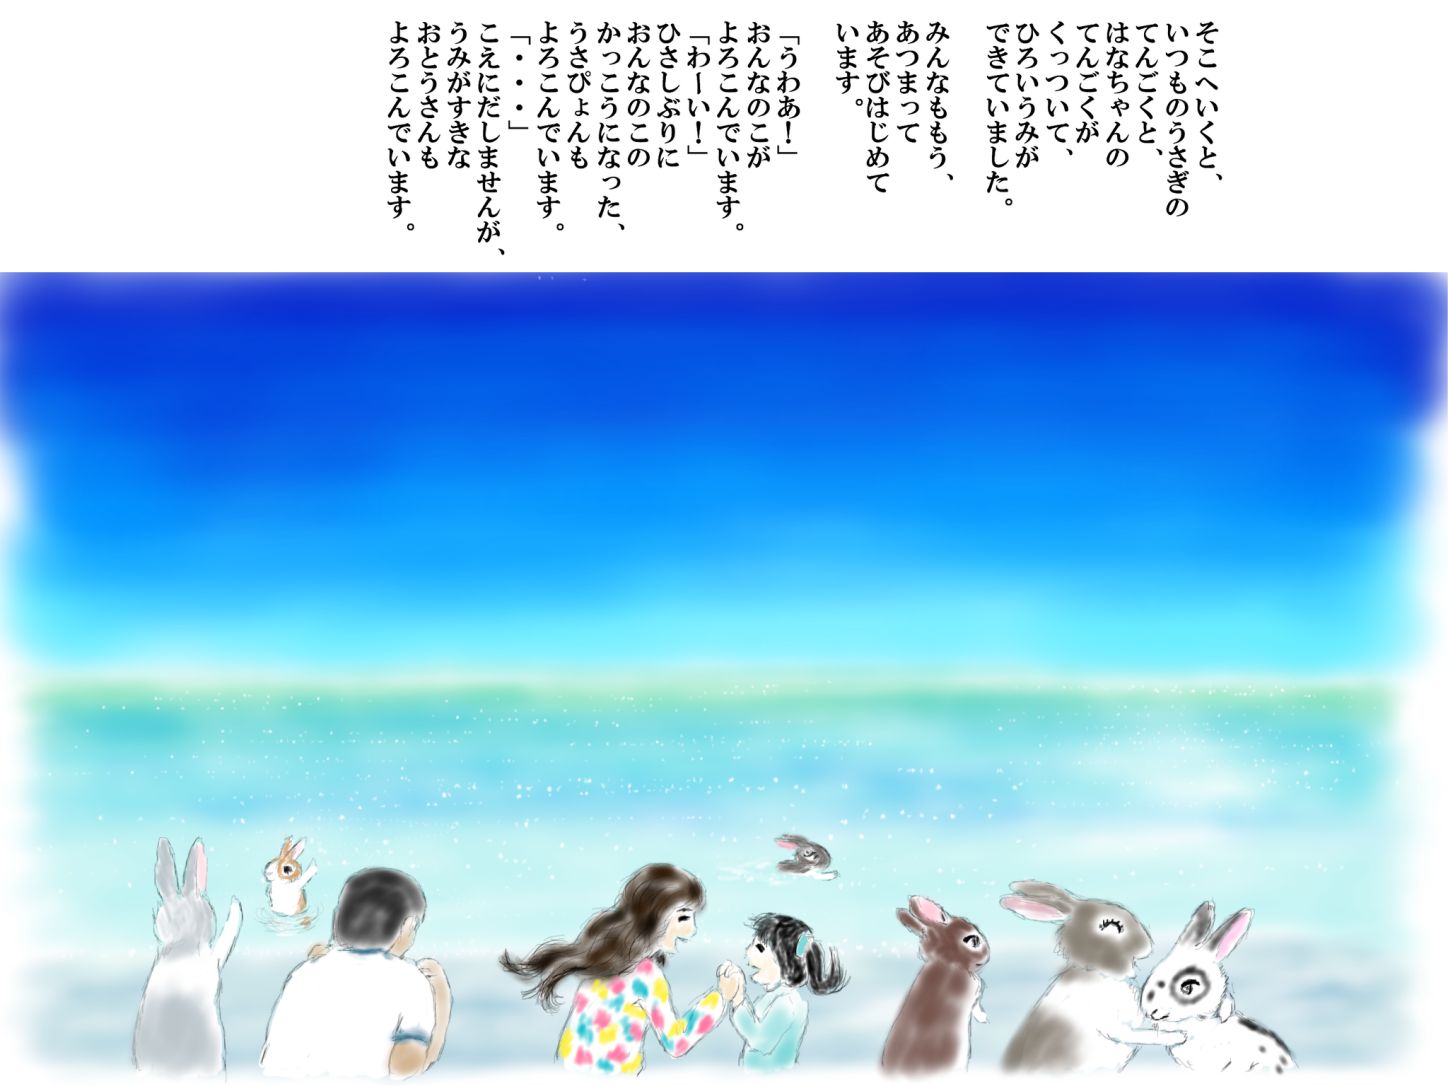 そこへいくと、
いつものうさぎの
てんごくと、
はなちゃんの
てんごくが
くっついて、
ひろいうみが
できていました。
みんなももう、
あつまって
あそびはじめて
います。
「うわあ！」
おんなのこが
よろこんでいます。
「わ～い！」
ひさしぶりに
おんなのこの
かっこうになった、
うさぴょんも
よろこんでいます。
「・・・」
こえにだしませんが、
うみがすきな
おとうさんも
よろこんでいます。